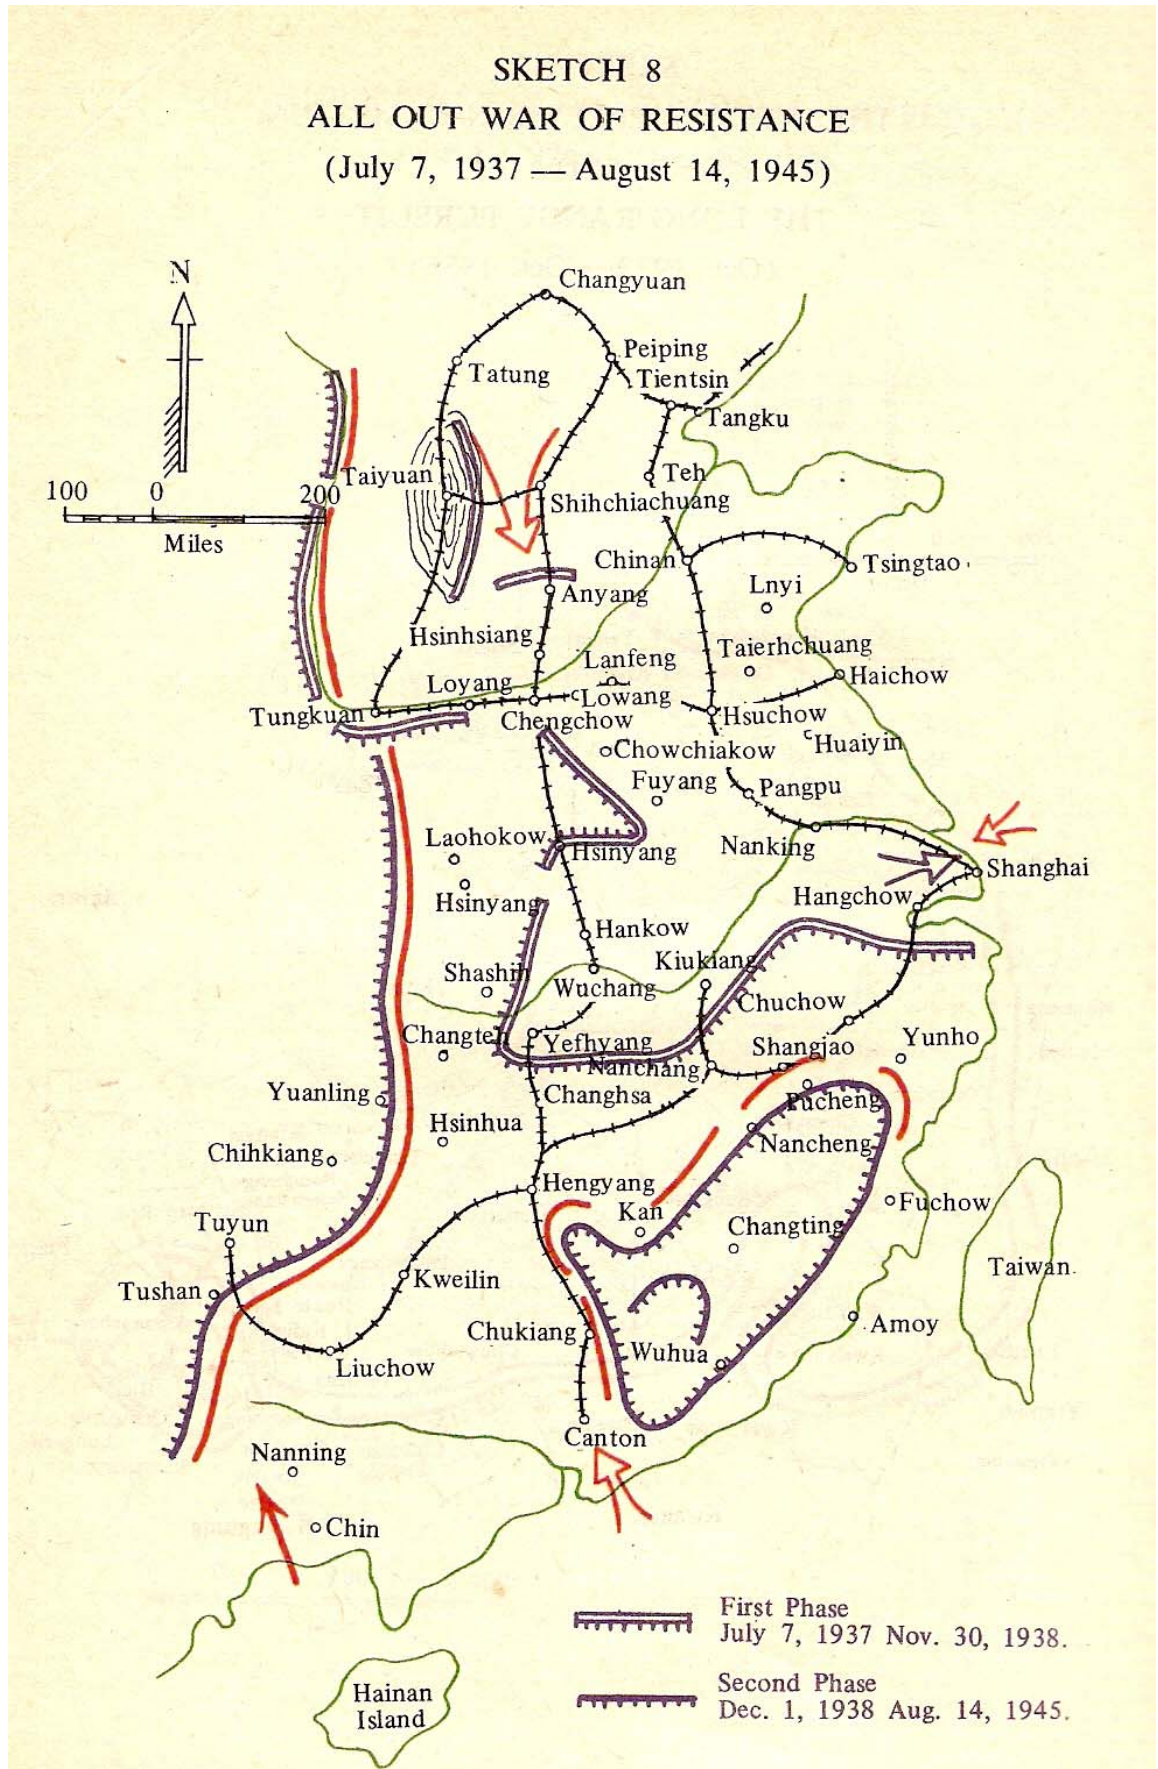 SKETCH 8
ALL OUT WAR OF RESISTANCE
(July 7, 1937 — August 14, 1945)
N
Changyuan
Peiping
Tatung
Tientsin
Tangku
Taiyuan
Teh
100 0 200
Shihchiachuang
Miles
Chinan
Tsingtao
Lnyi
Anyang
Hsinhsiang
Taierhchuang
Lanfeng
Haichow
Loyang
Lowang
Tungkuan
Chengchow
Hsuchow
Huaiyin
Chowchiakow
Fuyang
Pangpu
Laohokow
Hsinyang
Nanking
Shanghai
Hangchow
Hsinyang
Hankow
Kiukiang
Shashih
Wuchang
Chuchow
Changteh
Yefhyang
Shangjao
Yunho
Nanchang
Yuanling
Changhsa
Pucheng
Hsinhua
Nancheng
Chihkiang
Hengyang
Fuchow
Kan
Tuyun
Changting
Taiwan
Kweilin
Tushan
Amoy
Chukiang
Wuhua
Liuchow
Canton
Nanning
Chin
First Phase
July 7, 1937 Nov. 30, 1938.
Second Phase
Dec. 1, 1938 Aug. 14, 1945.
Hainan
Island